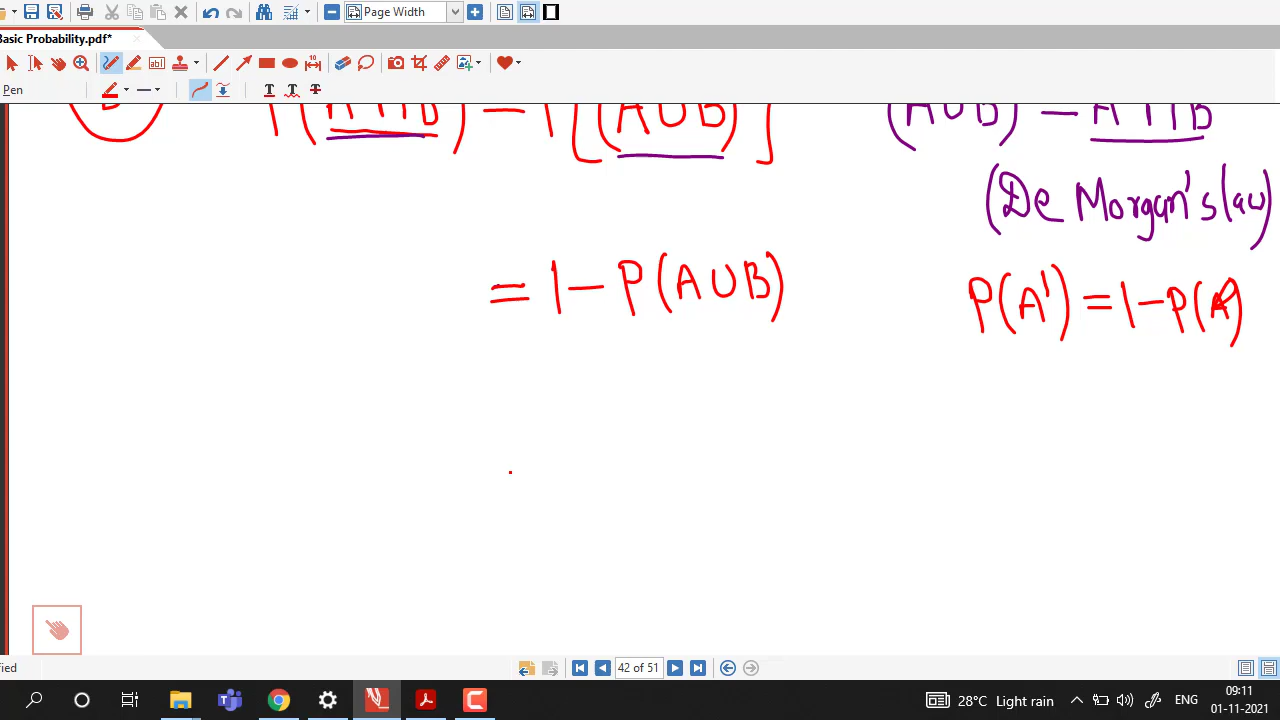 Page Width
Basic Probability.pdf*
Pen
(A∪B)
(A∪B)
(De Morgan's law)
= 1 − P(A∪B)
P(A') = 1 − P(A)
42 of 51
28°C Light rain
ENG
09:11
01-11-2021